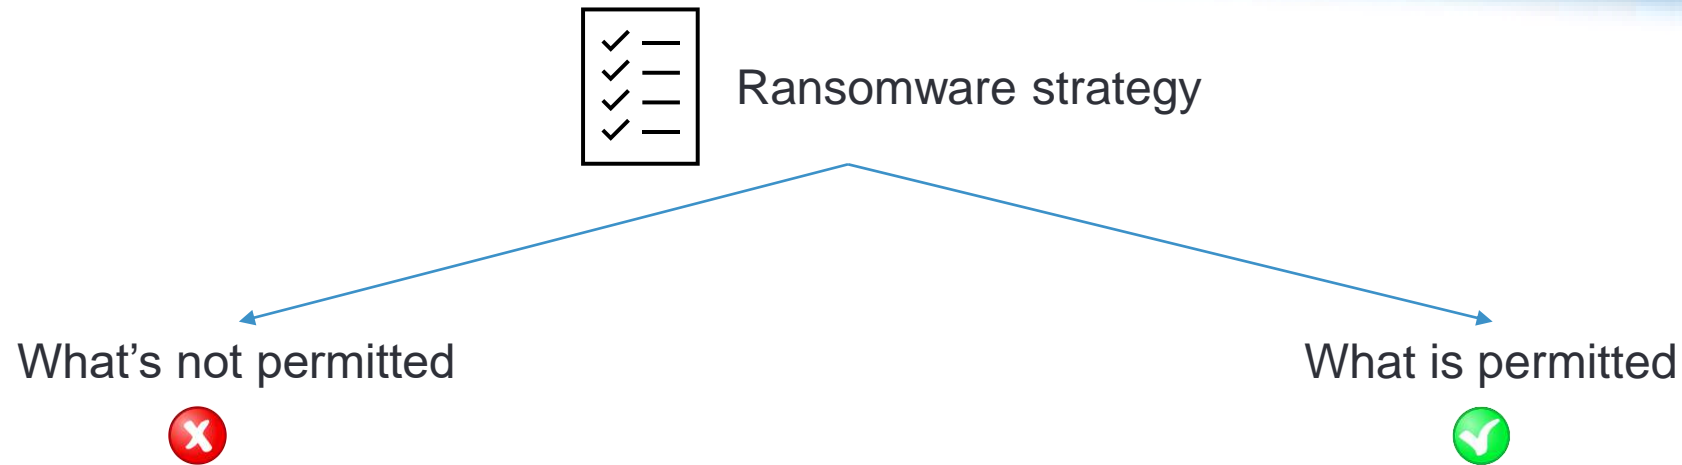 Ransomware strategy
What’s not permitted
What is permitted